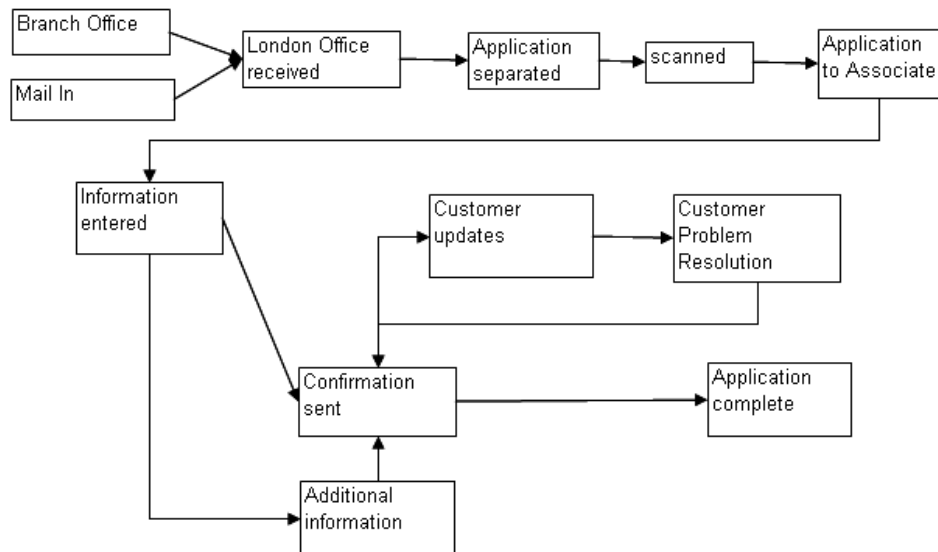 Branch Office
Mail In
London Office
received
Application
separated
scanned
Application
to Associate
Information
entered
Customer
updates
Customer
Problem
Resolution
Confirmation
sent
Application
complete
Additional
information